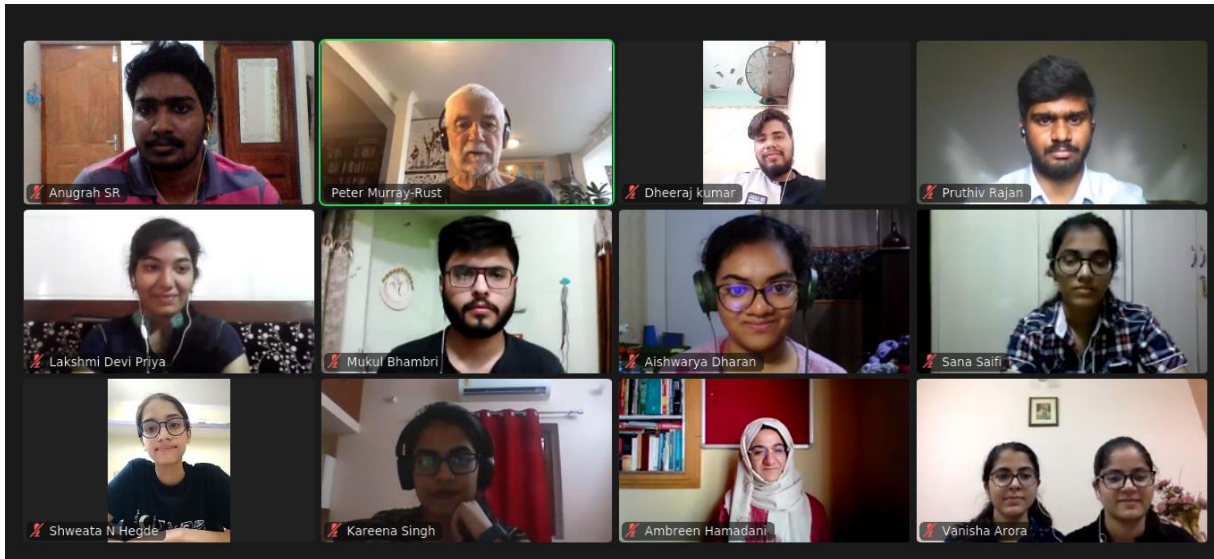 Anugrah SR
Peter Murray-Rust
Dheeraj kumar
Pruthiv Rajan
Lakshmi Devi Priya
Mukul Bhambri
Aishwarya Dharan
Sana Saifi
Shweata N Hegde
Kareena Singh
Ambreen Hamadani
Vanisha Arora